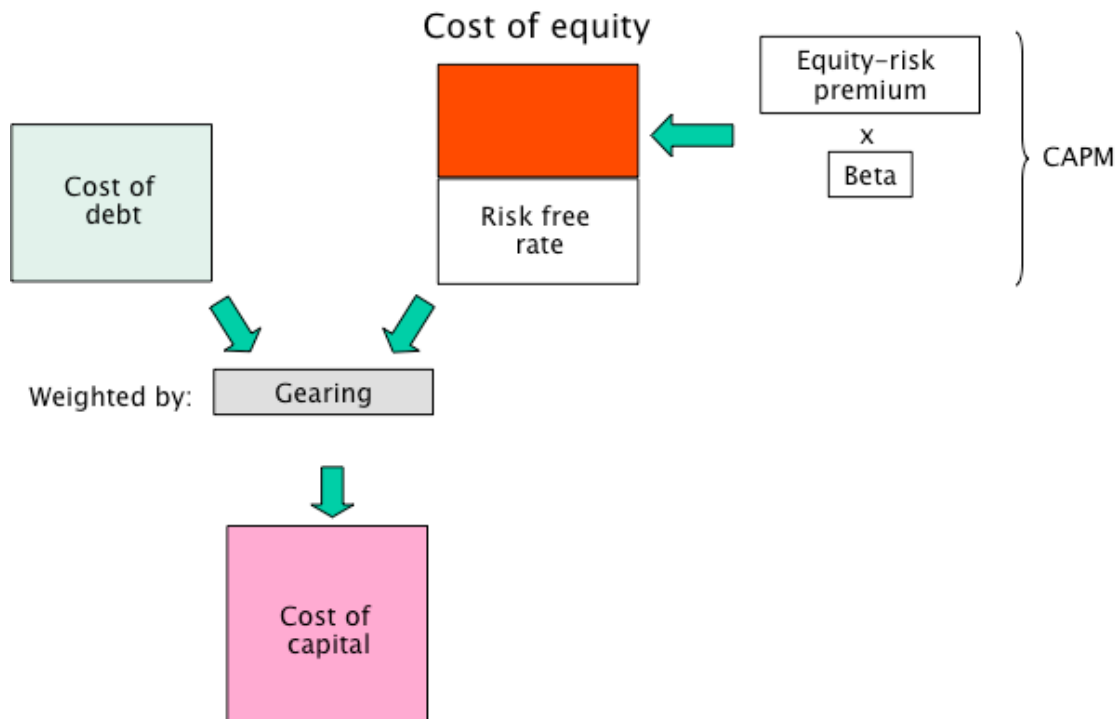 Cost of equity
Equity-risk
premium
x
Beta
CAPM
Cost of
debt
Risk free
rate
Weighted by:
Gearing
Cost of
capital